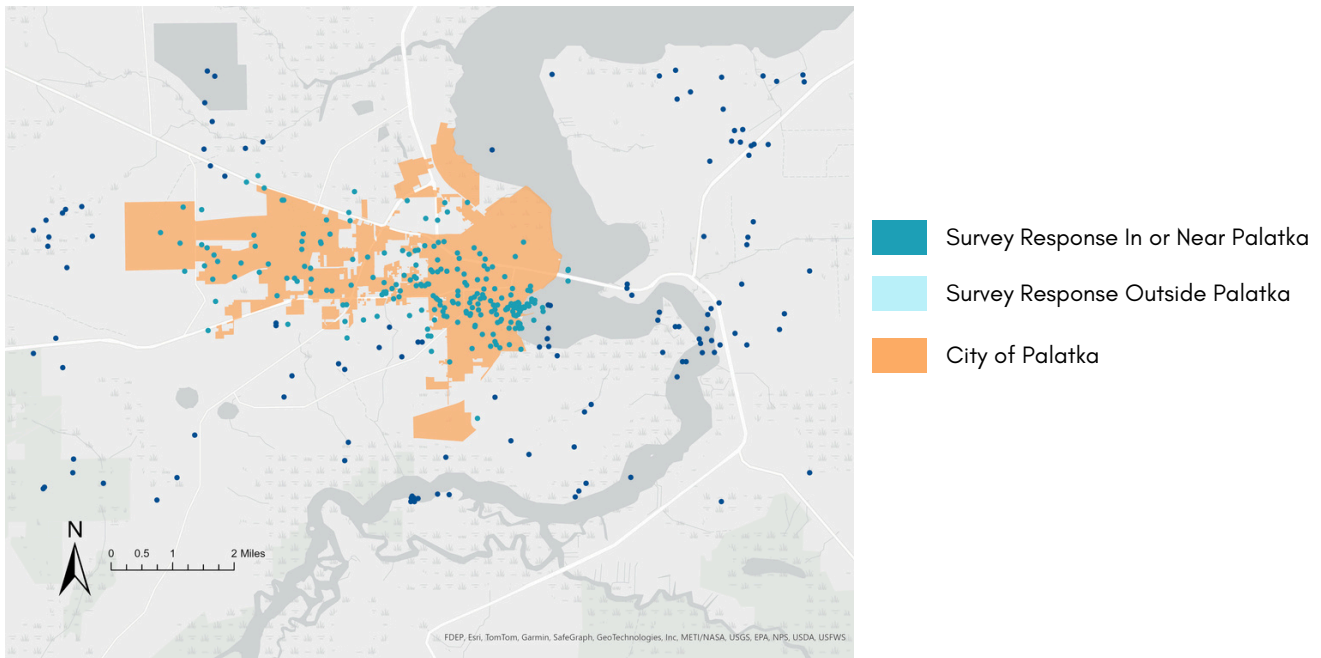 Survey Response In or Near Palatka
Survey Response Outside Palatka
City of Palatka
N
0 0.5 1 2 Miles
FDEP, Esri, TomTom, Garmin, SafeGraph, GeoTechnologies, Inc, METI/NASA, USGS, EPA, NPS, USDA, USFWS